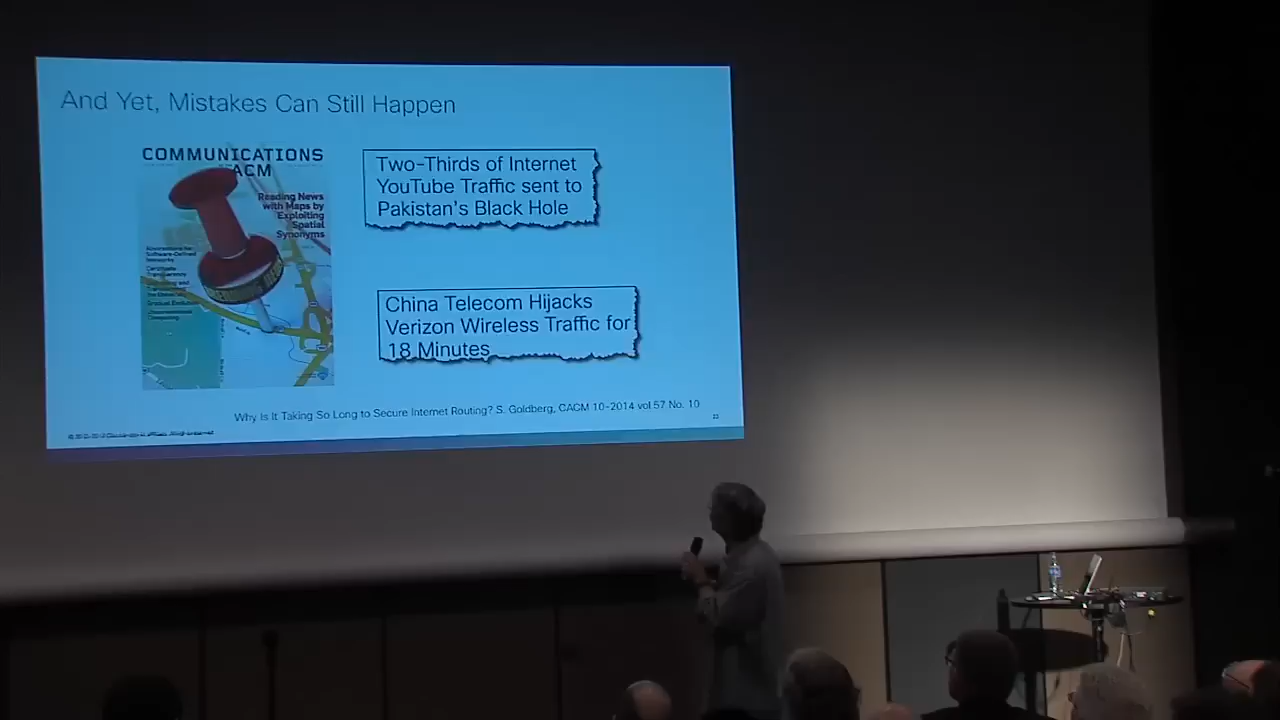 And Yet, Mistakes Can Still Happen
COMMUNICATIONS
ACM
Reading News
with Maps by
Exploiting
Spatial
Synonyms
Two-Thirds of Internet
YouTube Traffic sent to
Pakistan's Black Hole
China Telecom Hijacks
Verizon Wireless Traffic for
18 Minutes
Why Is It Taking So Long to Secure Internet Routing? S. Goldberg, CACM 10-2014 vol 57 No. 10